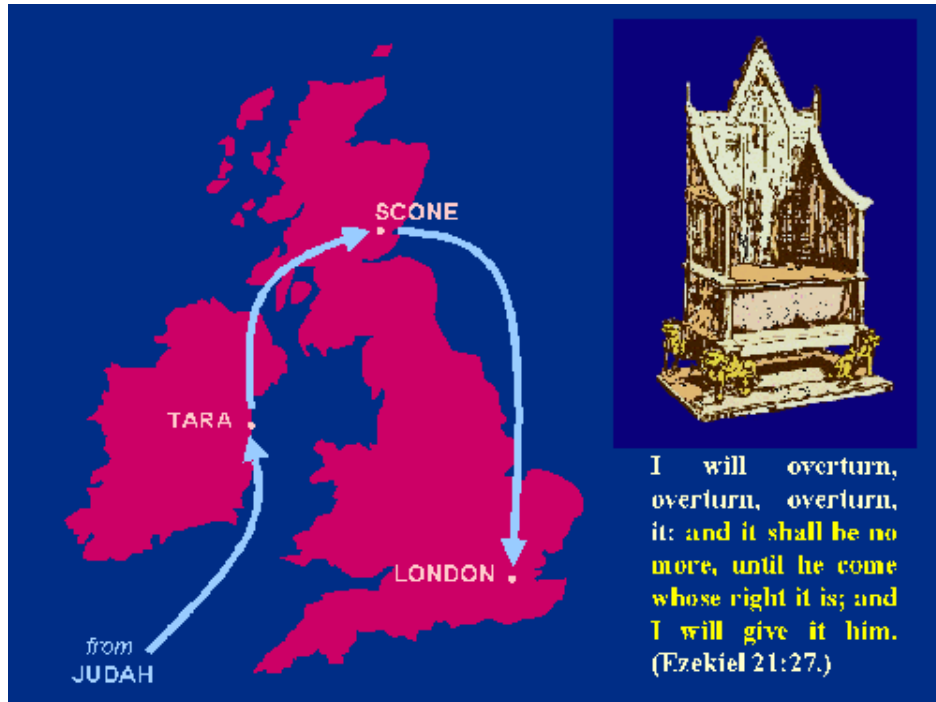 SCONE
TARA
LONDON
from
JUDAH
I will overturn,
overturn, overturn,
it: and it shall be no
more, until he come
whose right it is; and
I will give it him.
(Ezekiel 21:27.)